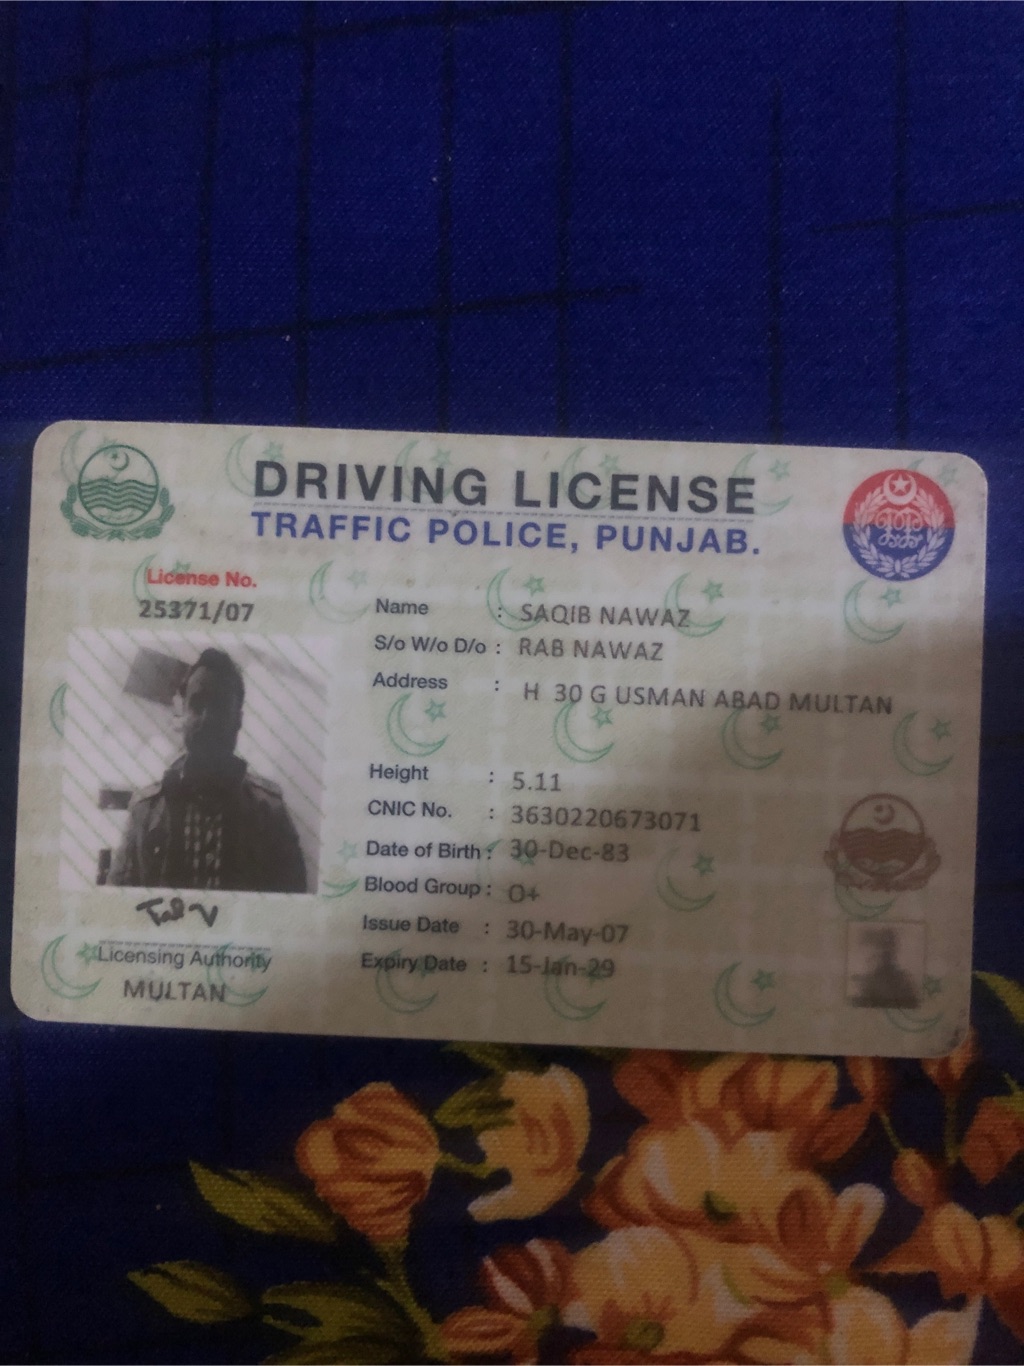 DRIVING LICENSE
TRAFFIC POLICE, PUNJAB.
License No.
25371/07
Name : SAQIB NAWAZ
S/o W/o D/o : RAB NAWAZ
Address : H 30 G USMAN ABAD MULTAN
Height : 5.11
CNIC No. : 3630220673071
Date of Birth : 30-Dec-83
Blood Group : O+
Issue Date : 30-May-07
Expiry Date : 15-Jan-29
Licensing Authority
MULTAN